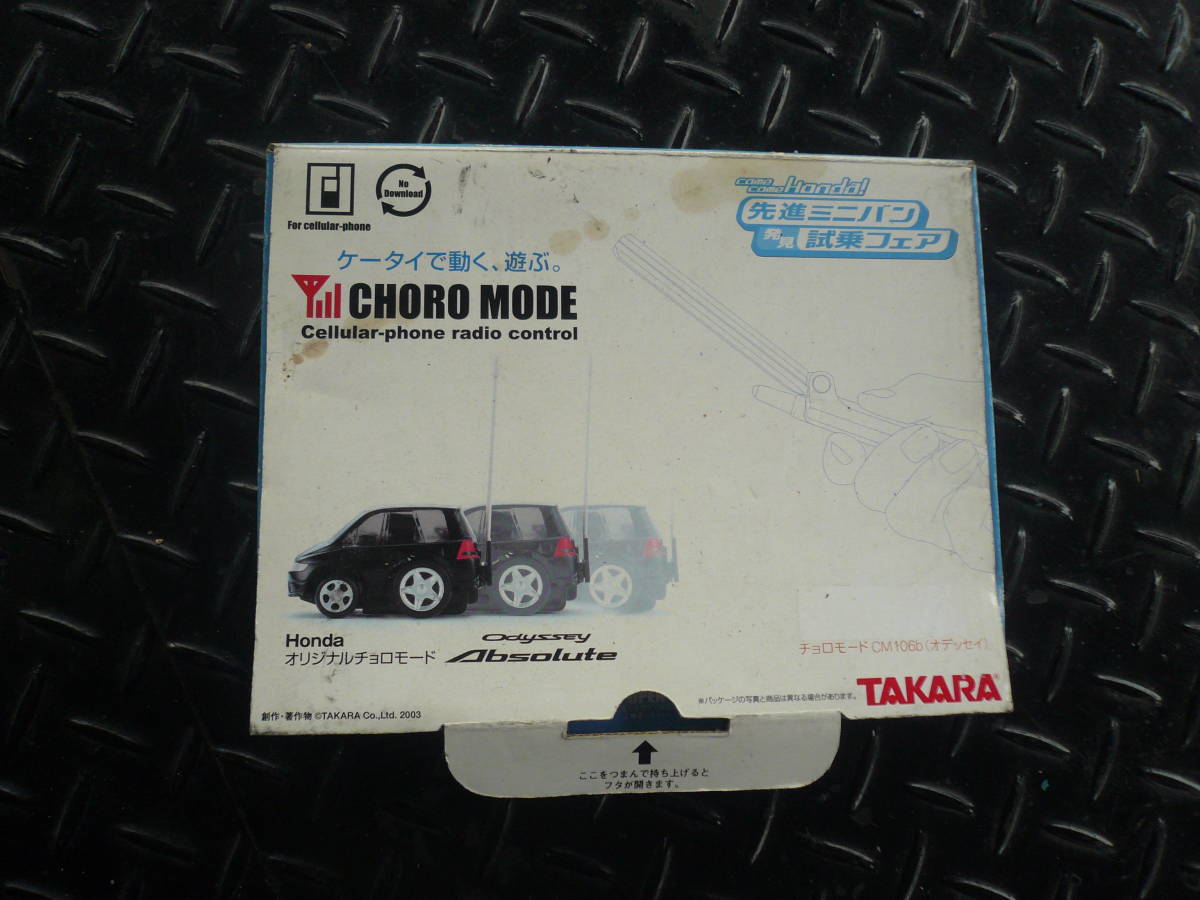 No
Download
For cellular-phone
come come Honda!
先進ミニバン
発見 試乗フェア
ケータイで動く、遊ぶ。
CHORO MODE
Cellular-phone radio control
Honda
オリジナルチョロモード
Odyssey
Absolute
チョロモード CM106b(オデッセイ)
※パッケージの写真と商品は異なる場合があります。
TAKARA
創作・著作物 ©TAKARA Co.,Ltd. 2003
ここをつまんで持ち上げると
フタが開きます。